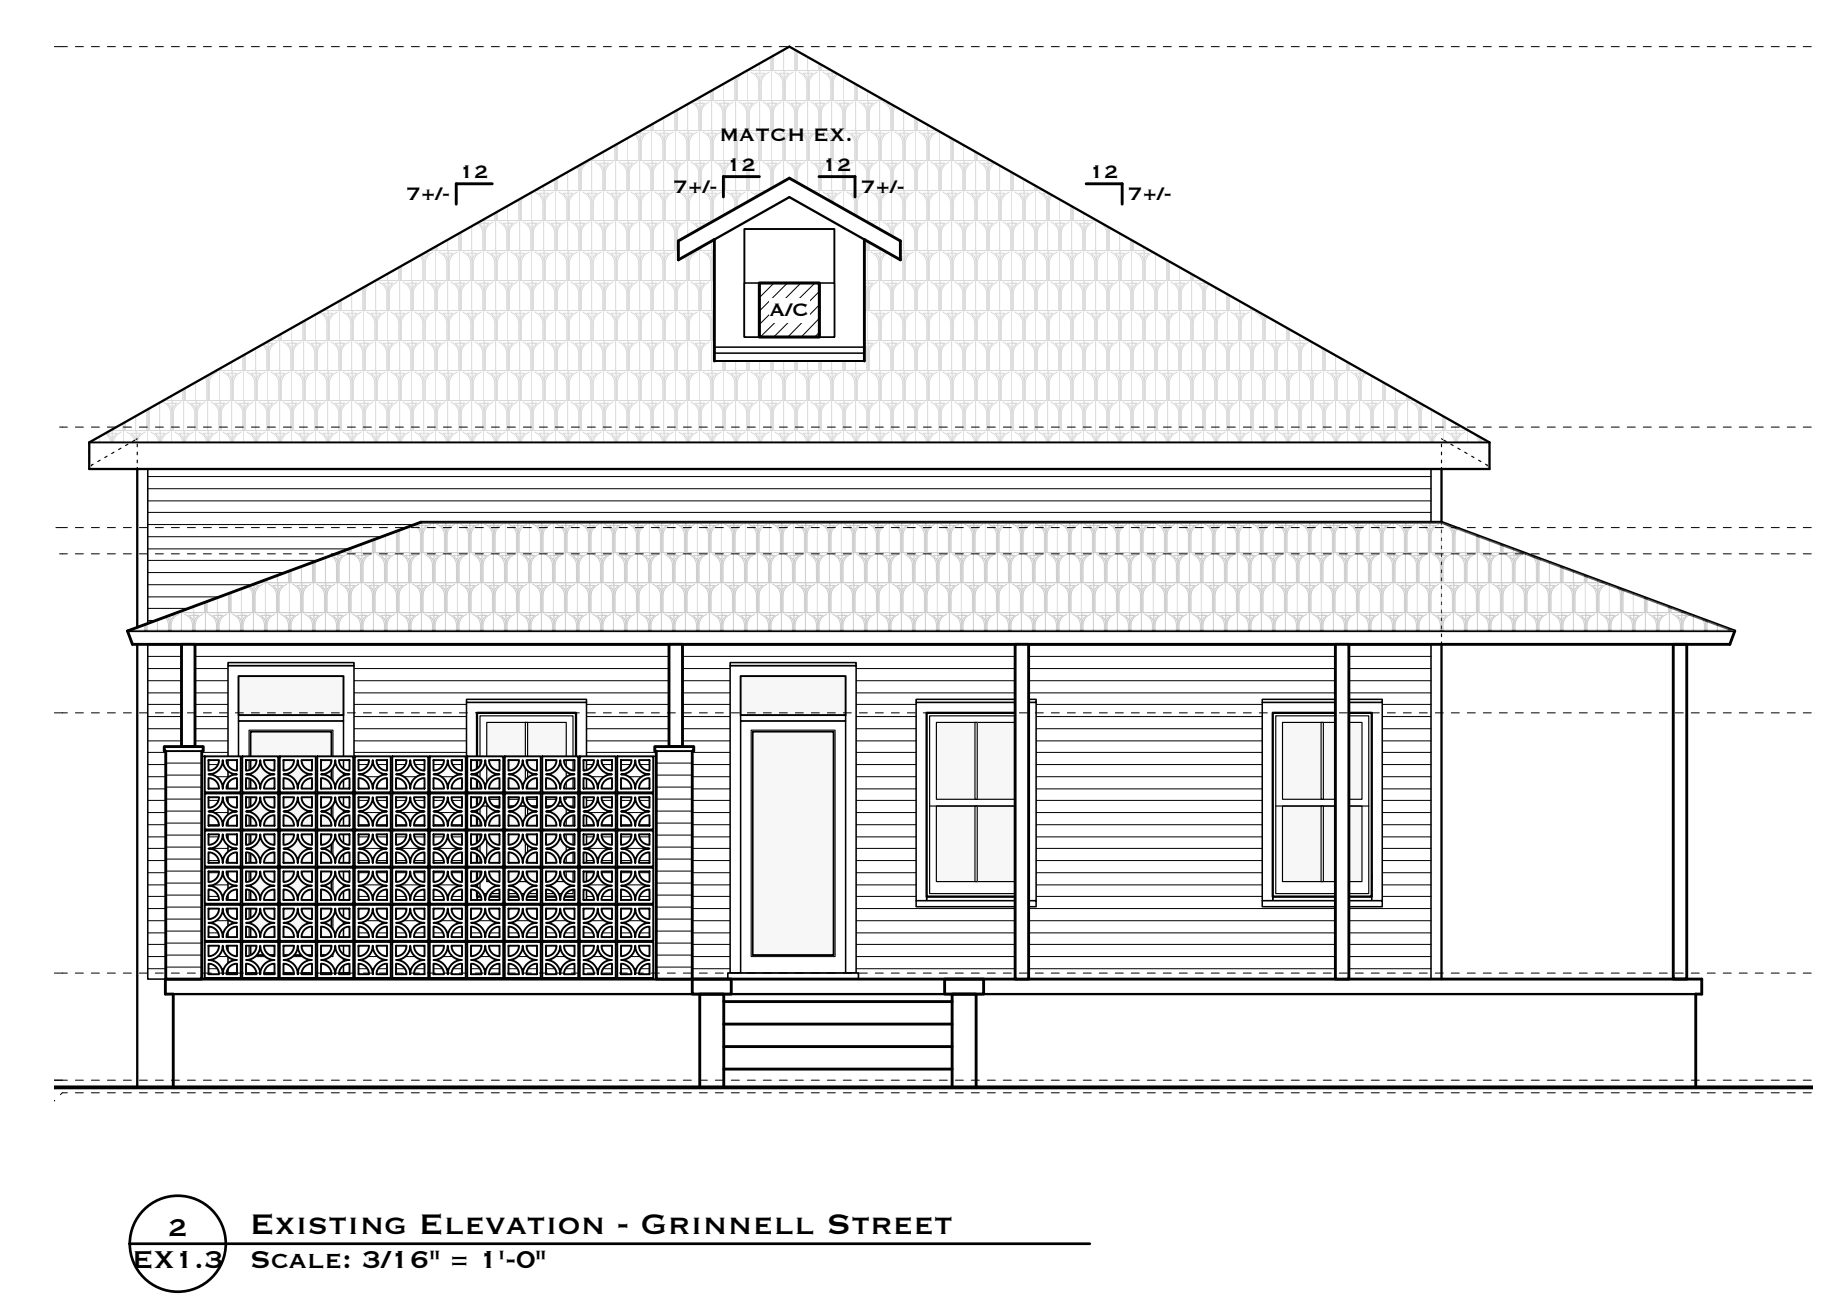 MATCH EX.
12 12 12 12
7+/- 7+/- 7+/- 7+/-
A/C
2
EX1.3
EXISTING ELEVATION - GRINNELL STREET
SCALE: 3/16" = 1'-0"